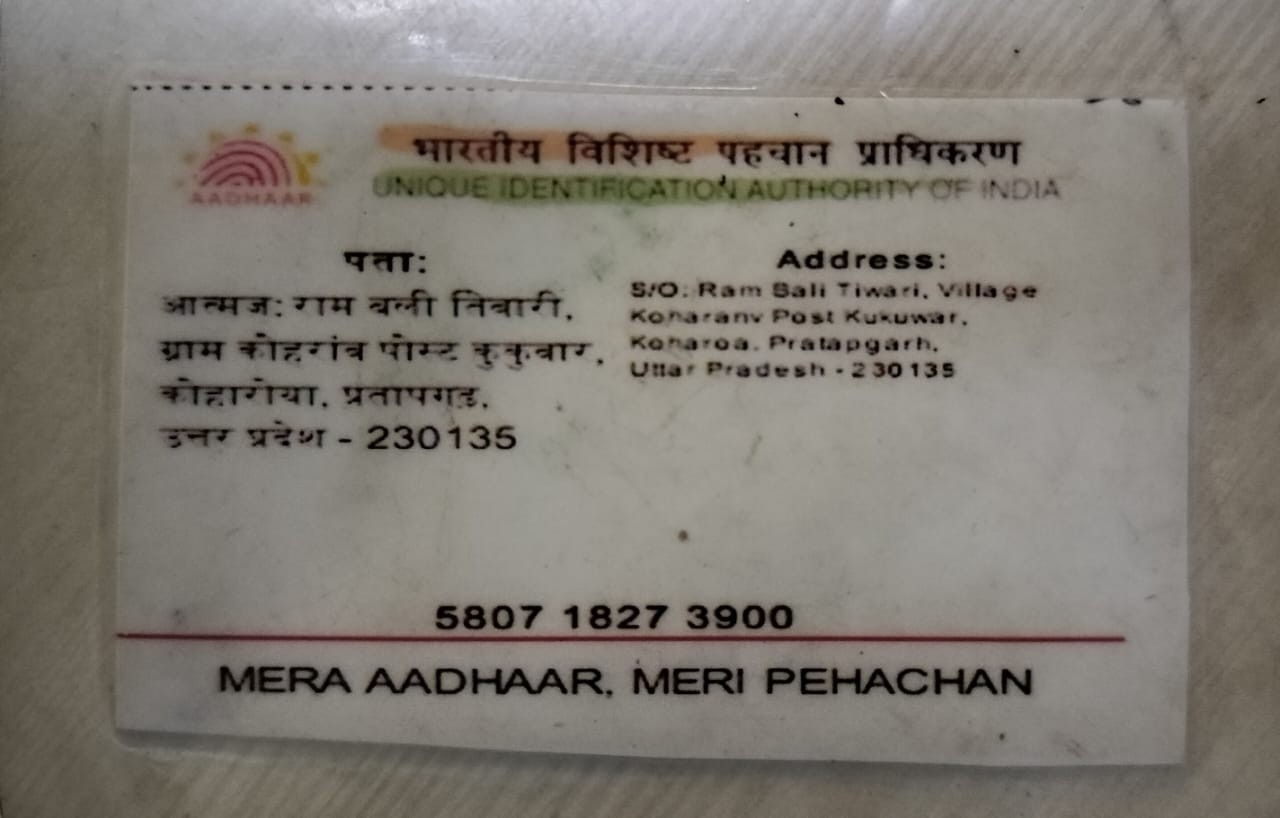 भारतीय विशिष्ट पहचान प्राधिकरण
UNIQUE IDENTIFICATION AUTHORITY OF INDIA
AADHAAR
पता:
आत्मज: राम बली तिवारी,
ग्राम कोहरांव पोस्ट कुकुवार,
कोहारोया, प्रतापगढ़,
उत्तर प्रदेश - 230135
Address:
S/O: Ram Bali Tiwari, Village
Koharanv Post Kukuwar,
Koharoa, Pratapgarh,
Uttar Pradesh - 230135
5807 1827 3900
MERA AADHAAR, MERI PEHACHAN